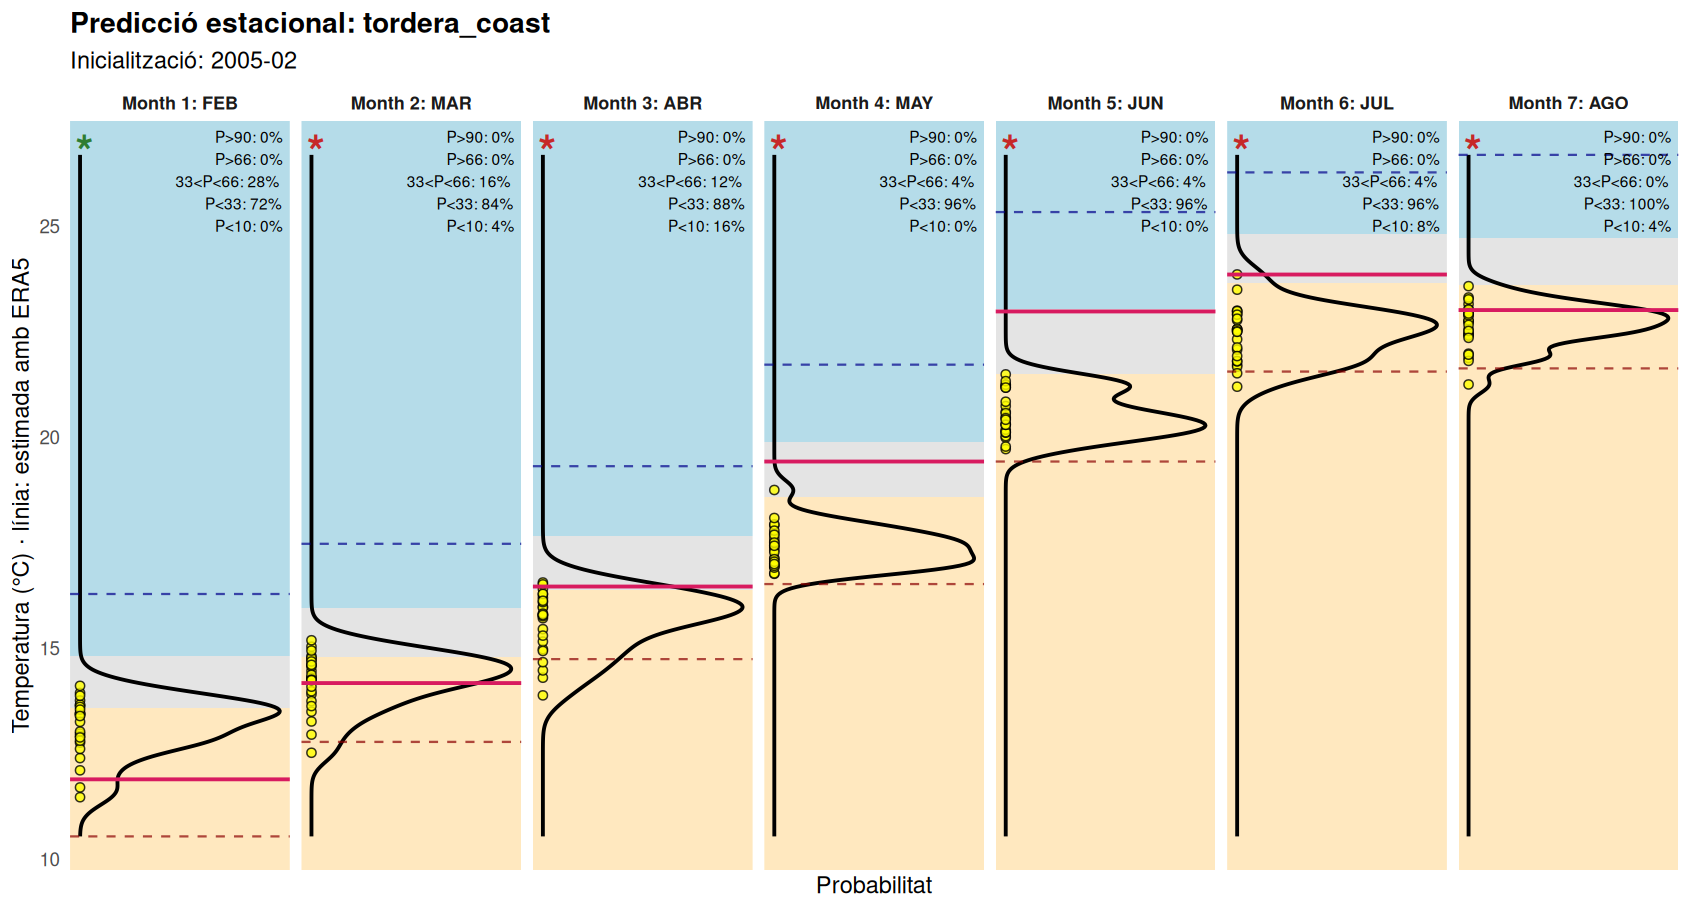 Predicció estacional: tordera_coast
Inicialització: 2005-02
Month 1: FEB
Month 2: MAR
Month 3: ABR
Month 4: MAY
Month 5: JUN
Month 6: JUL
Month 7: AGO
*
P>90: 0%
P>66: 0%
33<P<66: 28%
P<33: 72%
P<10: 0%
*
P>90: 0%
P>66: 0%
33<P<66: 16%
P<33: 84%
P<10: 4%
*
P>90: 0%
P>66: 0%
33<P<66: 12%
P<33: 88%
P<10: 16%
*
P>90: 0%
P>66: 0%
33<P<66: 4%
P<33: 96%
P<10: 0%
*
P>90: 0%
P>66: 0%
33<P<66: 4%
P<33: 96%
P<10: 0%
*
P>90: 0%
P>66: 0%
33<P<66: 4%
P<33: 96%
P<10: 8%
*
P>90: 0%
P>66: 0%
33<P<66: 0%
P<33: 100%
P<10: 4%
25
20
15
10
Temperatura (°C) · línia: estimada amb ERA5
Probabilitat